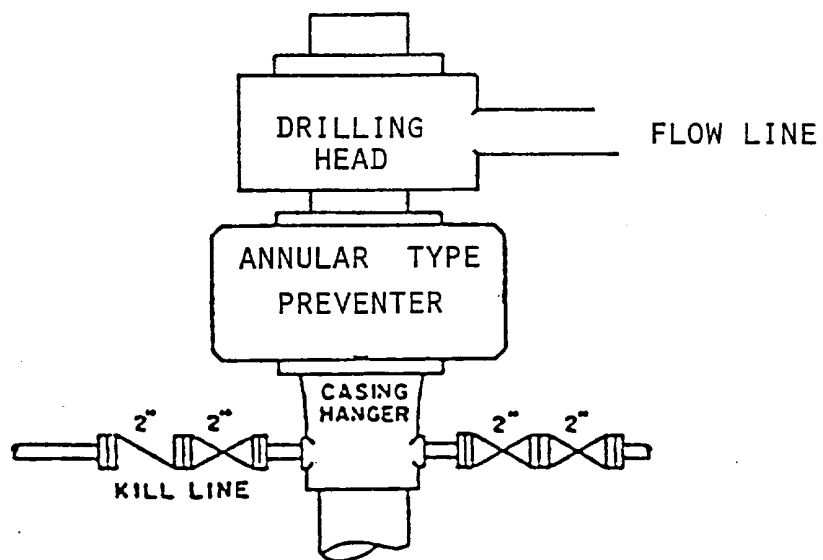 DRILLING
HEAD
FLOW LINE
ANNULAR TYPE
PREVENTER
CASING
HANGER
2"
2"
2"
2"
KILL LINE